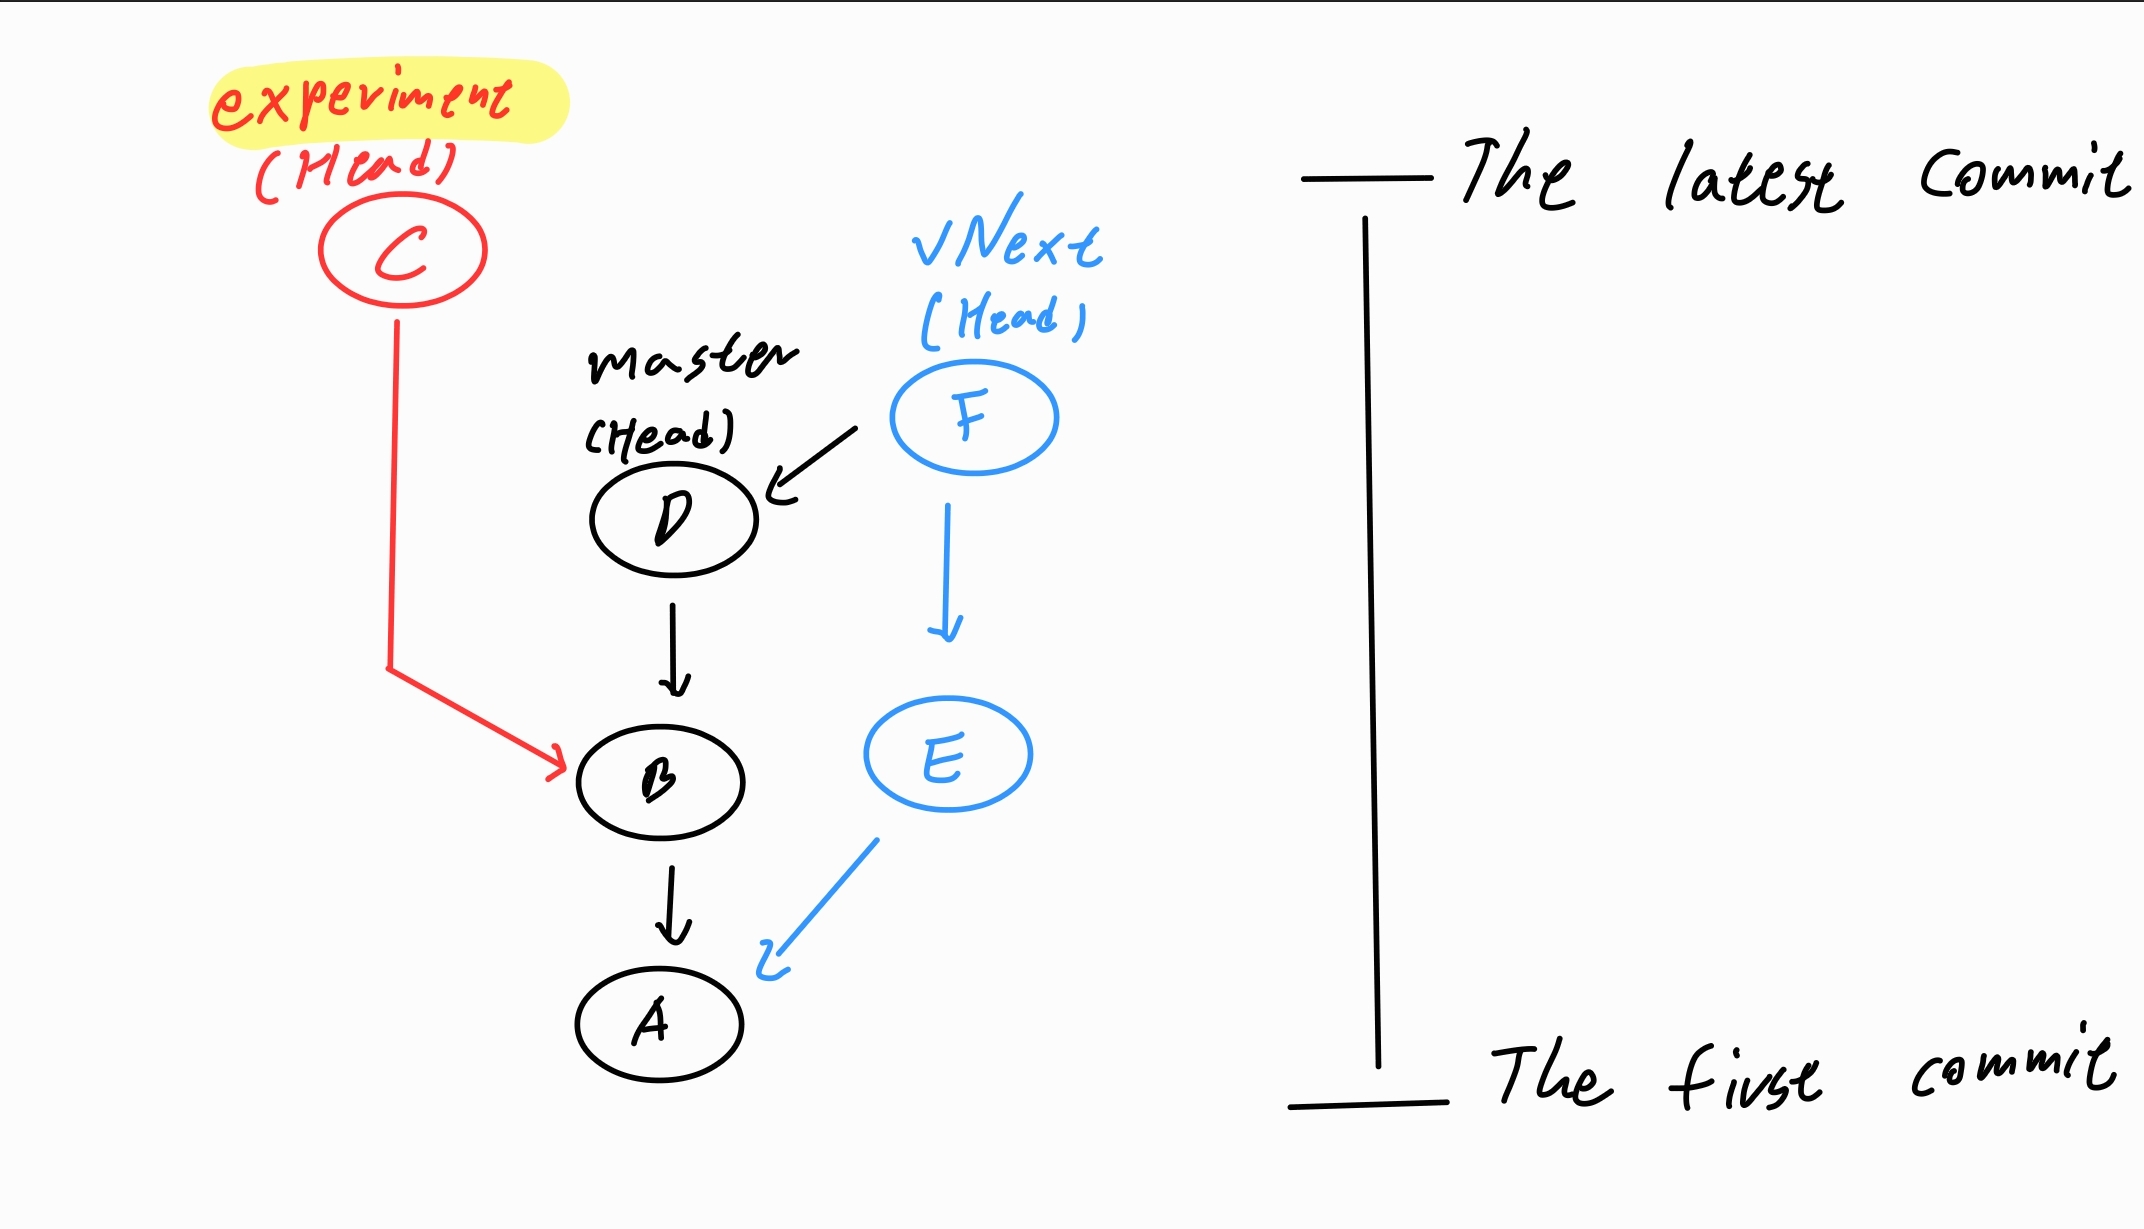 experiment
(Head)
C
vNext
(Head)
master
(Head)
F
D
B
E
A
The latest commit
The first commit